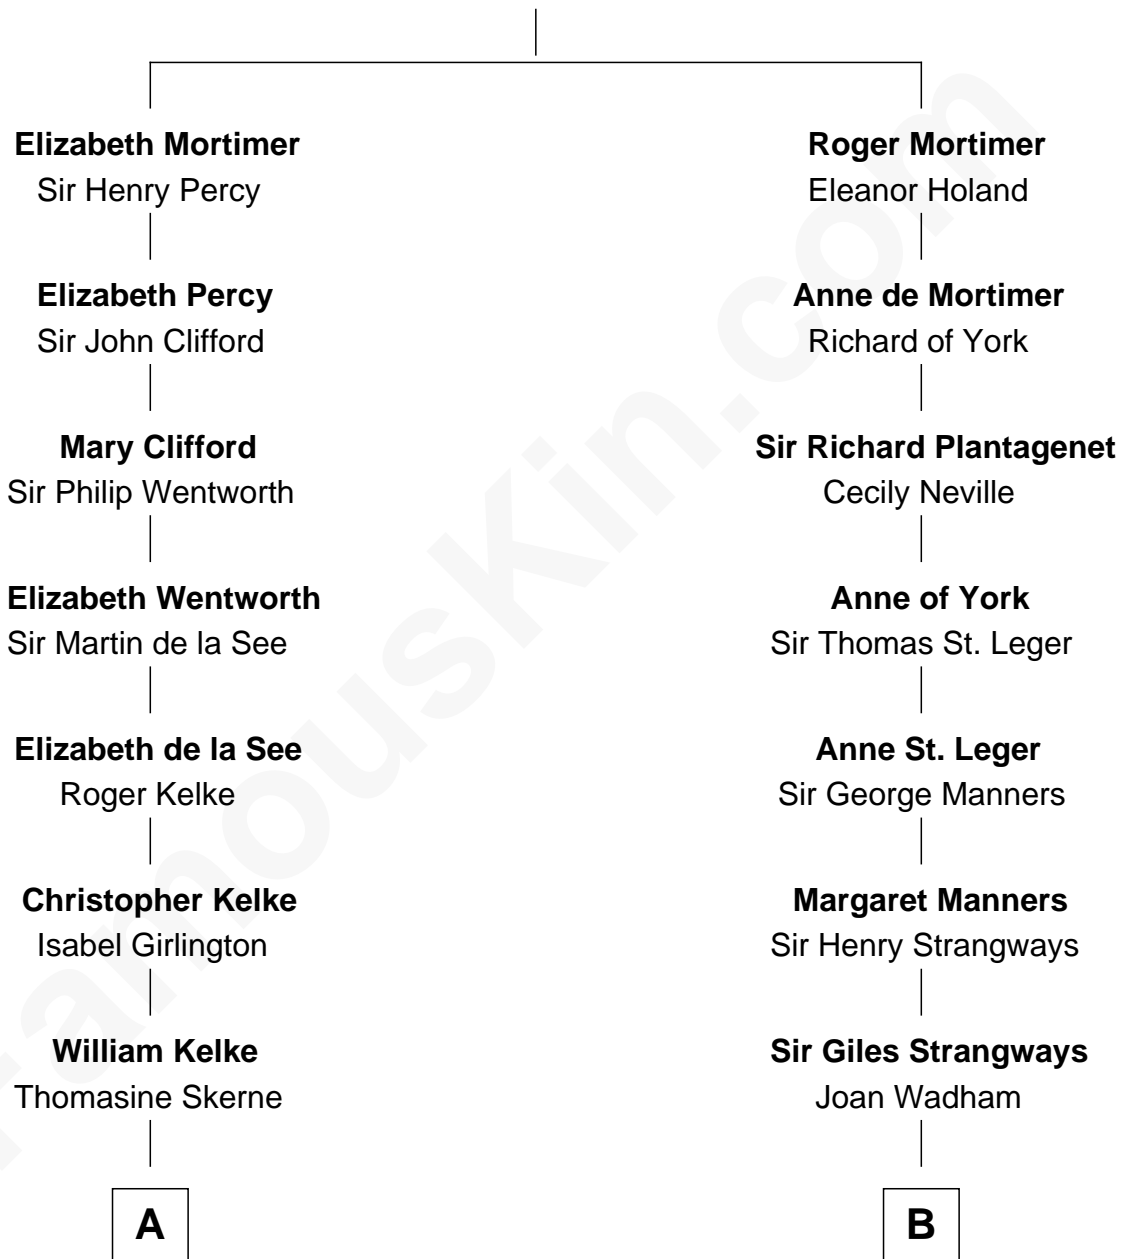 Elizabeth Mortimer
Sir Henry Percy
Elizabeth Percy
Sir John Clifford
Mary Clifford
Sir Philip Wentworth
Elizabeth Wentworth
Sir Martin de la See
Elizabeth de la See
Roger Kelke
Christopher Kelke
Isabel Girlington
William Kelke
Thomasine Skerne
A
Roger Mortimer
Eleanor Holand
Anne de Mortimer
Richard of York
Sir Richard Plantagenet
Cecily Neville
Anne of York
Sir Thomas St. Leger
Anne St. Leger
Sir George Manners
Margaret Manners
Sir Henry Strangways
Sir Giles Strangways
Joan Wadham
B
FamousKin.com